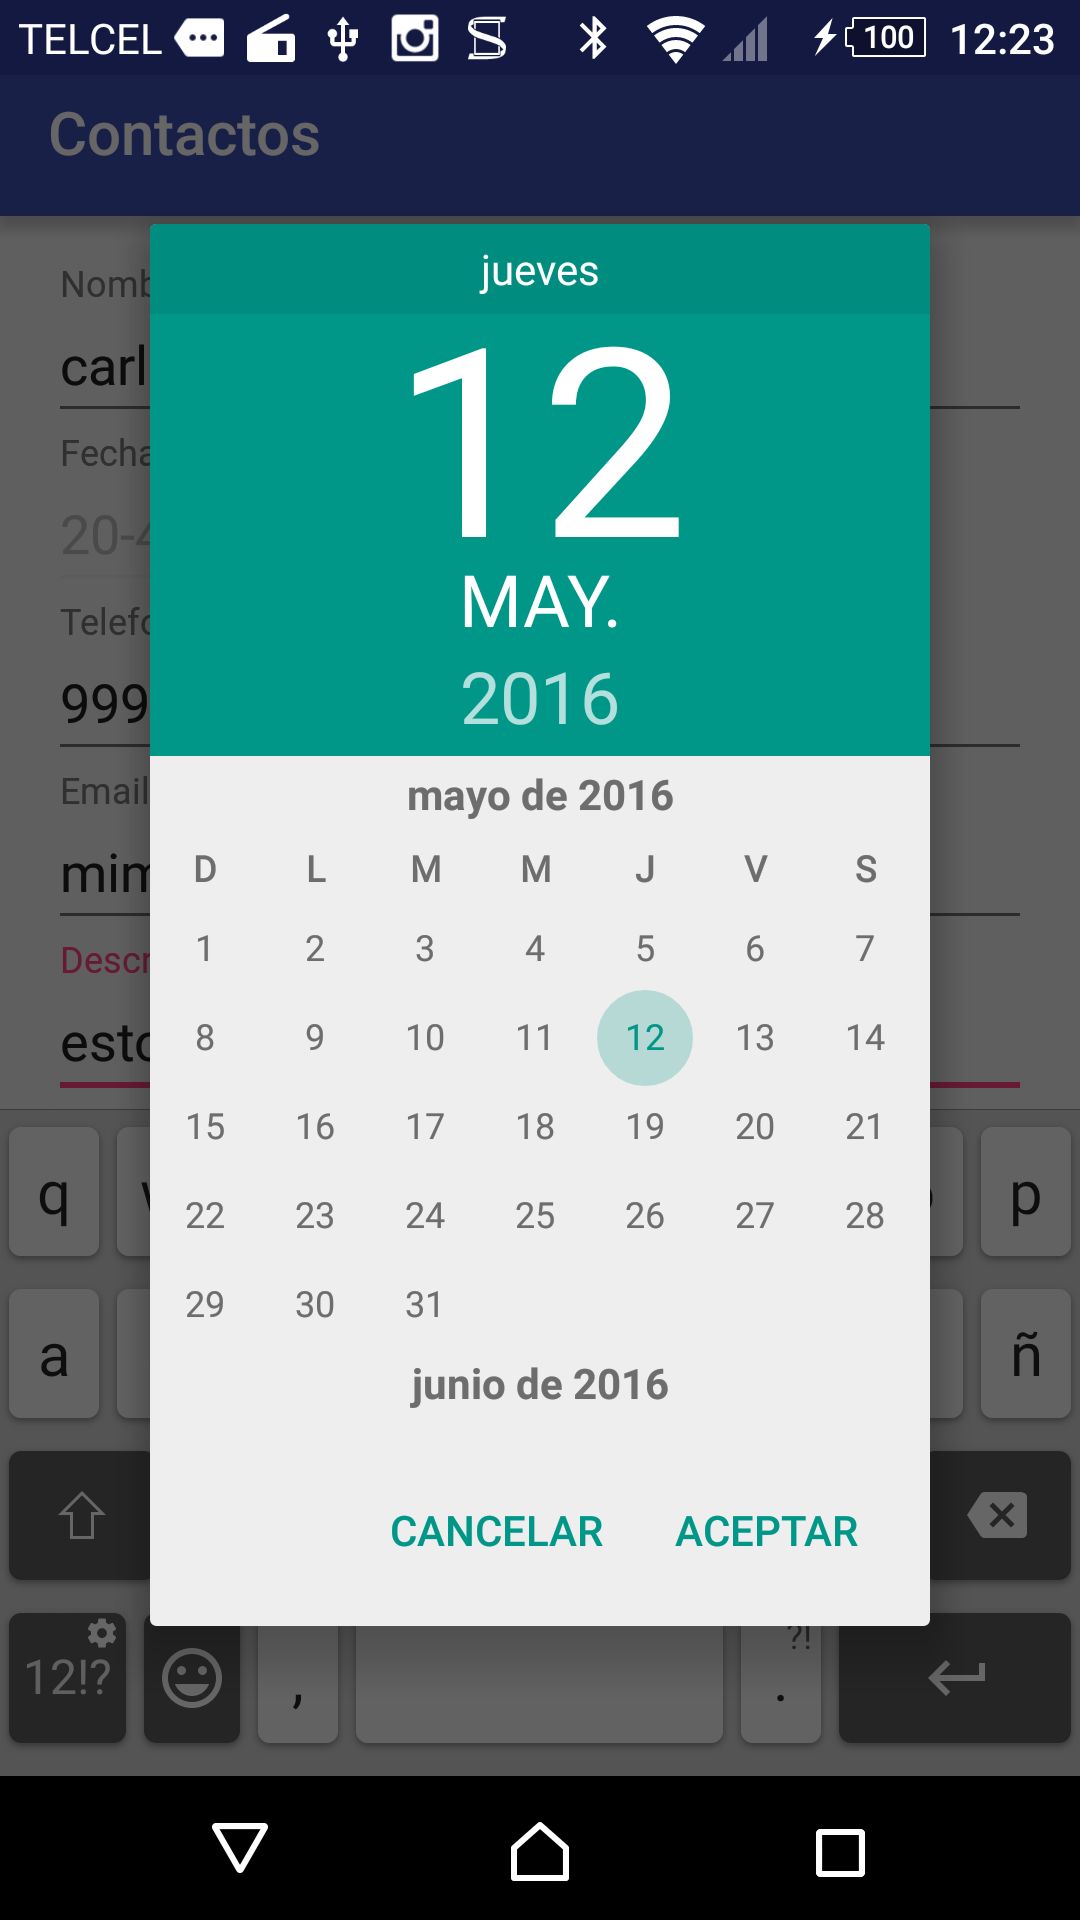 TELCEL 100 12:23
Contactos
jueves
12
MAY.
2016
mayo de 2016
D L M M J V S
1 2 3 4 5 6 7
8 9 10 11 12 13 14
15 16 17 18 19 20 21
22 23 24 25 26 27 28
29 30 31
junio de 2016
CANCELAR ACEPTAR
Nomb
carl
Fecha
20-4
Telefo
999
Email
mim
Descr
esto
q p
a ñ
12!? , . ?!